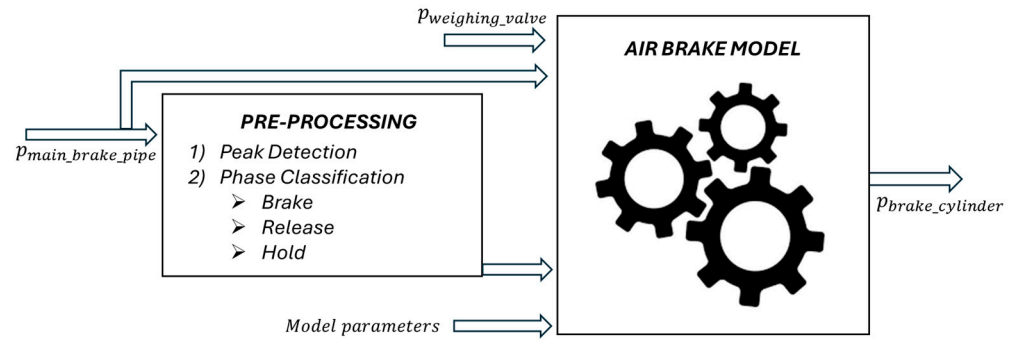 p_weighing_valve
AIR BRAKE MODEL
PRE-PROCESSING
p_main_brake_pipe
1) Peak Detection
2) Phase Classification
➢ Brake
➢ Release
➢ Hold
p_brake_cylinder
Model parameters